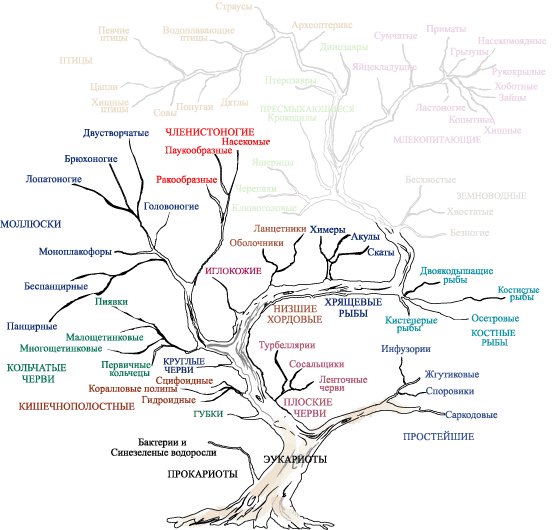 Страусы
Археоптерикс
Певчие
птицы
Водоплавающие
птицы
Динозавры
Сумчатые
Приматы
Насекомоядные
Грызуны
ПТИЦЫ
Яйцекладущие
Рукокрылые
Птерозавры
Цапли
Хоботные
Зайцы
Хищные
птицы
Совы
Попугаи
Дятлы
ПРЕСМЫКАЮЩИЕСЯ
Крокодилы
Ластоногие
Копытные
Хищные
МЛЕКОПИТАЮЩИЕ
Двустворчатые
ЧЛЕНИСТОНОГИЕ
Насекомые
Паукообразные
Брюхоногие
Ящерицы
Лопатоногие
Ракообразные
Бесхвостые
Черепахи
ЗЕМНОВОДНЫЕ
Головоногие
Клювоголовые
Хвостатые
МОЛЛЮСКИ
Ланцетники
Химеры
Безногие
Оболочники
Акулы
Моноплакофоры
Скаты
ИГЛОКОЖИЕ
Двоякодышащие
рыбы
Беспанцирные
Костистые
рыбы
Пиявки
НИЗШИЕ
ХОРДОВЫЕ
ХРЯЩЕВЫЕ
РЫБЫ
Панцирные
Кистеперые
рыбы
Осетровые
КОСТНЫЕ
РЫБЫ
Малощетинковые
Многощетинковые
Турбеллярии
Инфузории
КОЛЬЧАТЫЕ
ЧЕРВИ
Первичные
кольчецы
КРУГЛЫЕ
ЧЕРВИ
Сосальщики
Ленточные
черви
Жгутиковые
Сцифоидные
Коралловые полипы
Гидроидные
Споровики
КИШЕЧНОПОЛОСТНЫЕ
ГУБКИ
ПЛОСКИЕ
ЧЕРВИ
Саркодовые
Бактерии и
Синезеленые водоросли
ПРОСТЕЙШИЕ
ЭУКАРИОТЫ
ПРОКАРИОТЫ